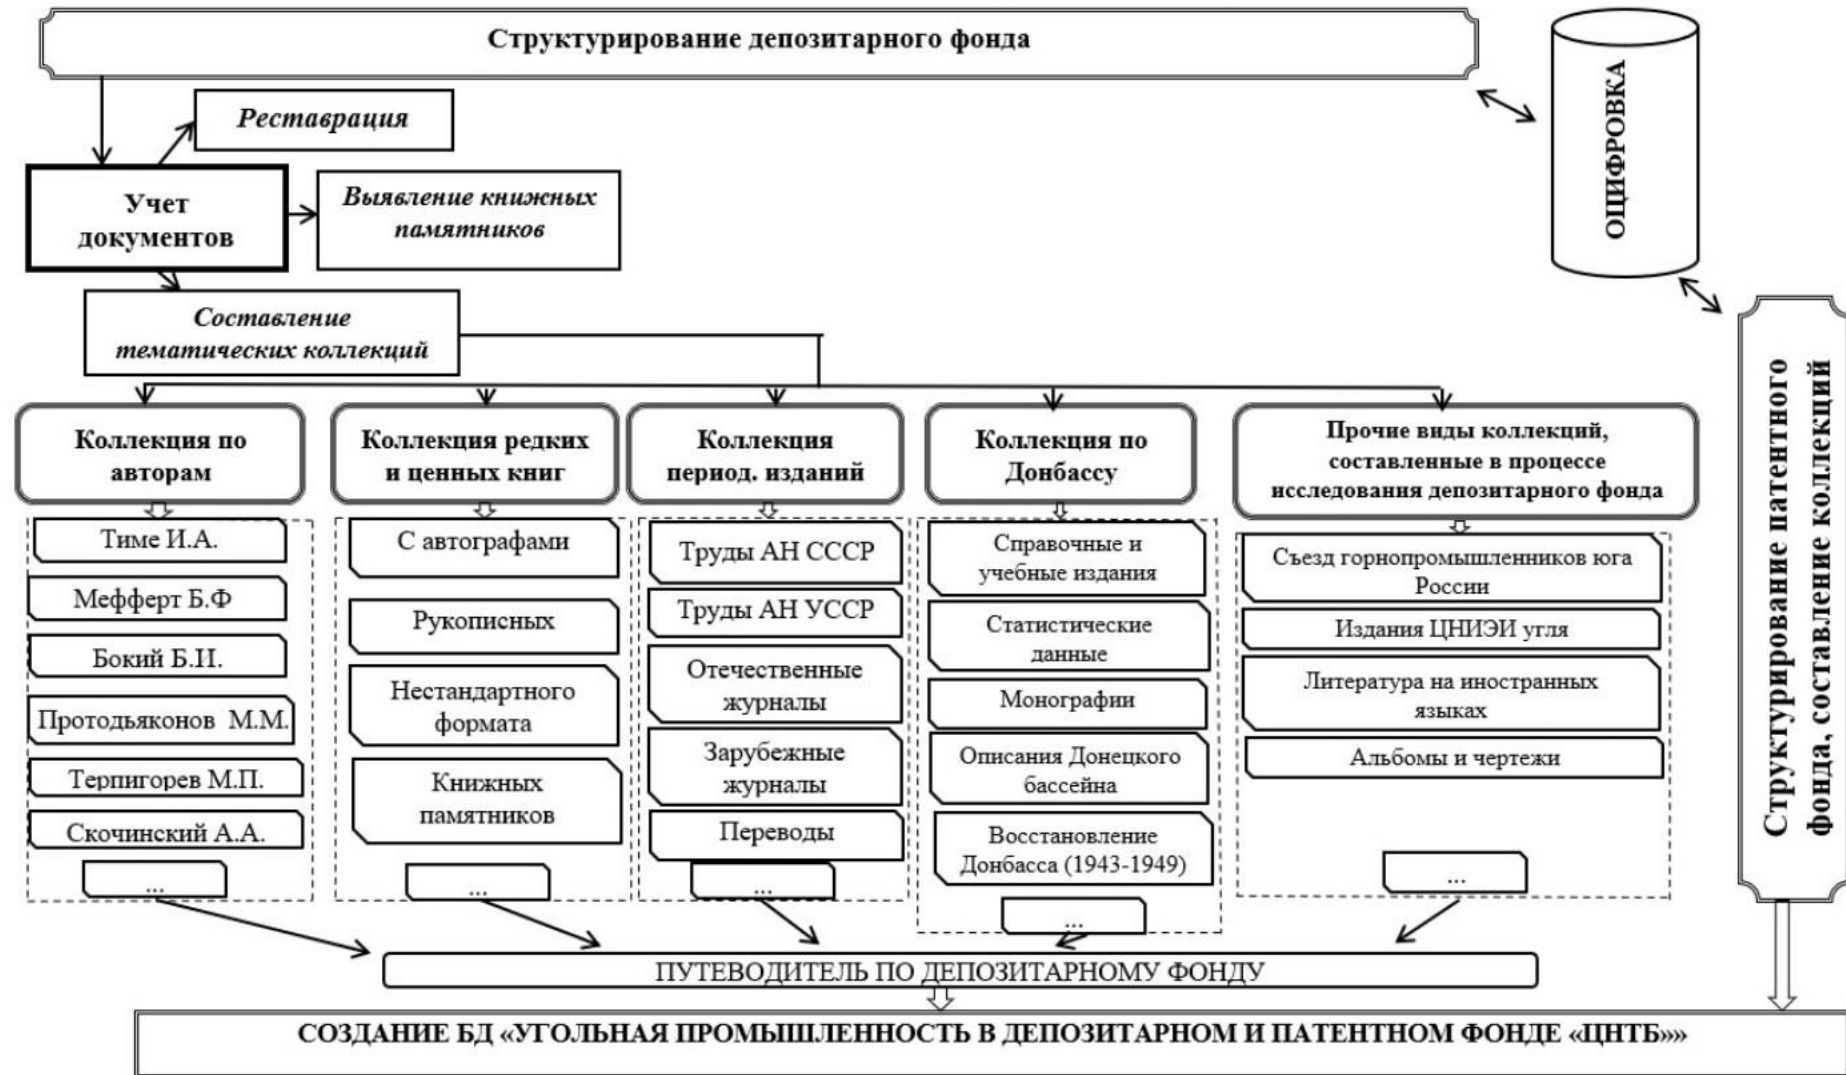 Структурирование депозитарного фонда
ОЦИФРОВКА
Реставрация
Учет
документов
Выявление книжных
памятников
Составление
тематических коллекций
Структурирование патентного
фонда, составление коллекций
Коллекция по
авторам
Тиме И.А.
Мефферт Б.Ф
Бокий Б.И.
Протодьяконов М.М.
Терпигорев М.П.
Скочинский А.А.
...
Коллекция редких
и ценных книг
С автографами
Рукописных
Нестандартного
формата
Книжных
памятников
...
Коллекция
период. изданий
Труды АН СССР
Труды АН УССР
Отечественные
журналы
Зарубежные
журналы
Переводы
...
Коллекция по
Донбассу
Справочные и
учебные издания
Статистические
данные
Монографии
Описания Донецкого
бассейна
Восстановление
Донбасса (1943-1949)
...
Прочие виды коллекций,
составленные в процессе
исследования депозитарного фонда
Съезд горнопромышленников юга
России
Издания ЦНИЭИ угля
Литература на иностранных
языках
Альбомы и чертежи
...
ПУТЕВОДИТЕЛЬ ПО ДЕПОЗИТАРНОМУ ФОНДУ
СОЗДАНИЕ БД «УГОЛЬНАЯ ПРОМЫШЛЕННОСТЬ В ДЕПОЗИТАРНОМ И ПАТЕНТНОМ ФОНДЕ «ЦНТБ»»